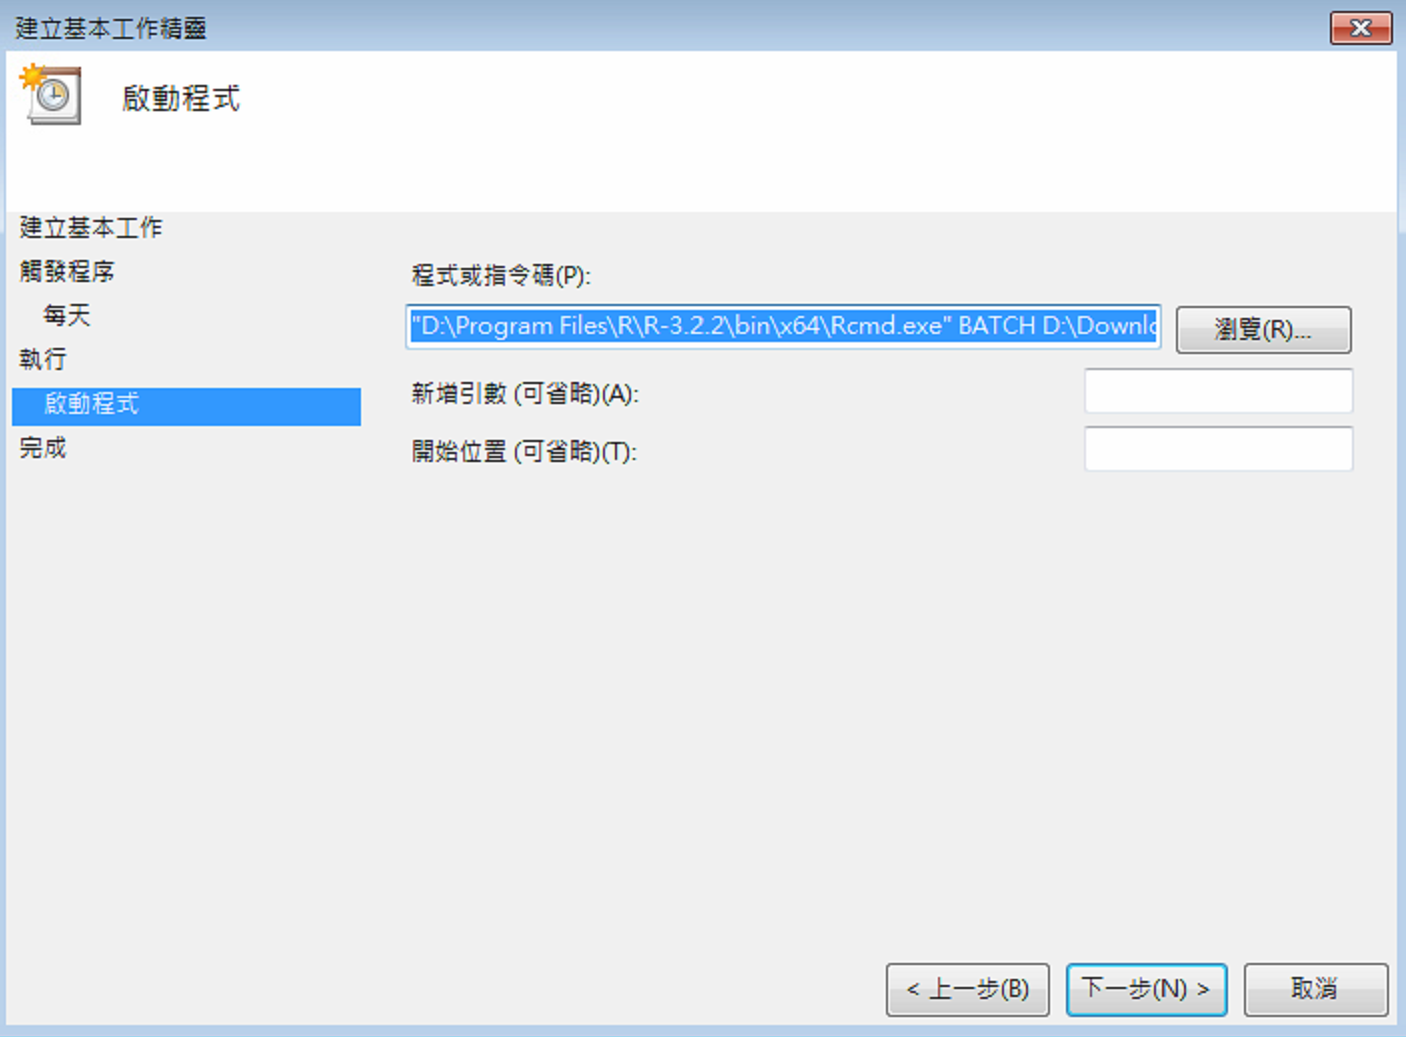 建立基本工作精靈
啟動程式
建立基本工作
觸發程序
每天
執行
啟動程式
完成
程式或指令碼(P):
"D:\Program Files\R\R-3.2.2\bin\x64\Rcmd.exe" BATCH D:\Downlo
瀏覽(R)...
新增引數 (可省略)(A):
開始位置 (可省略)(T):
< 上一步(B)
下一步(N) >
取消